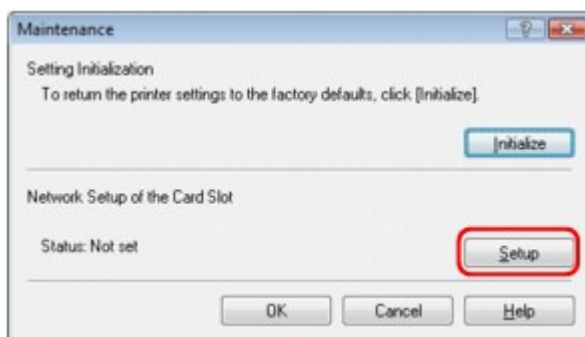 Maintenance
Setting Initialization
To return the printer settings to the factory defaults, click [Initialize].
Initialize
Network Setup of the Card Slot
Status: Not set
Setup
OK
Cancel
Help